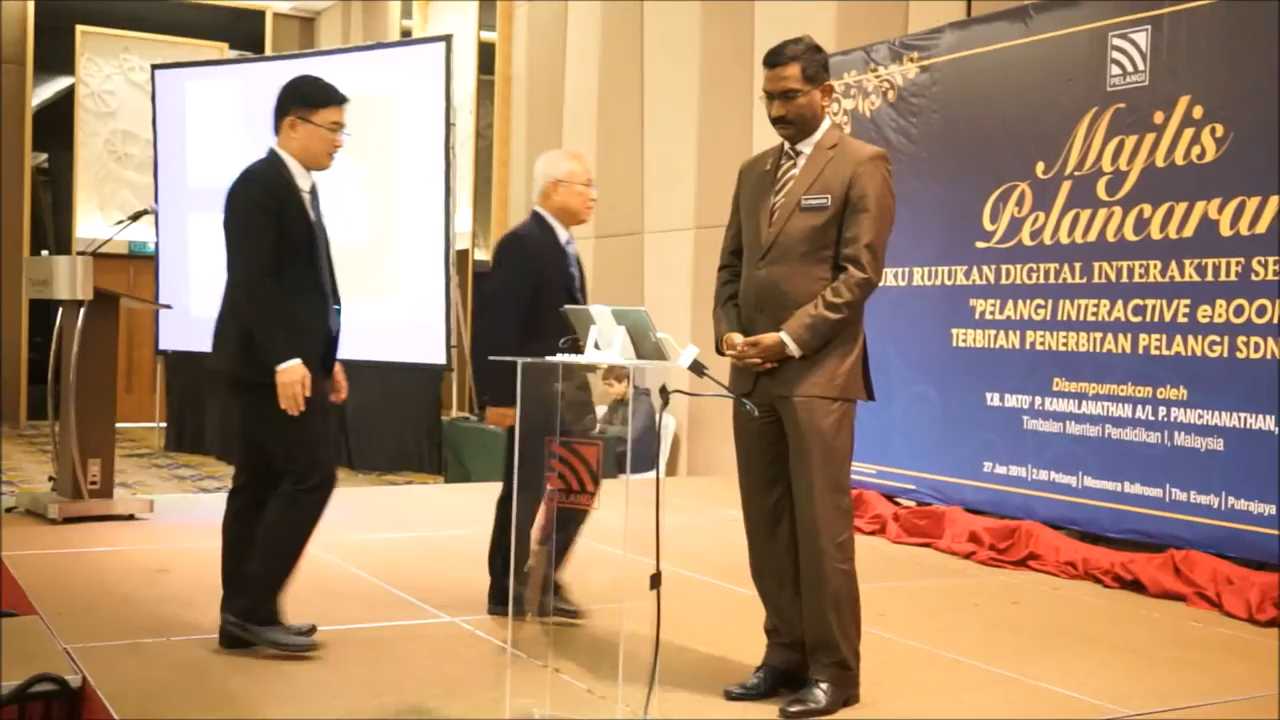 PELANGI
Majlis
Pelancaran
UKU RUJUKAN DIGITAL INTERAKTIF SE
"PELANGI INTERACTIVE eBOO
TERBITAN PENERBITAN PELANGI SDN
Disempurnakan oleh
Y.B. DATO' P. KAMALANATHAN A/L P. PANCHANATHAN,
Timbalan Menteri Pendidikan I, Malaysia
27 Jun 2016 | 2.00 Petang | Mesmera Ballroom | The Everly | Putrajaya
PELANGI